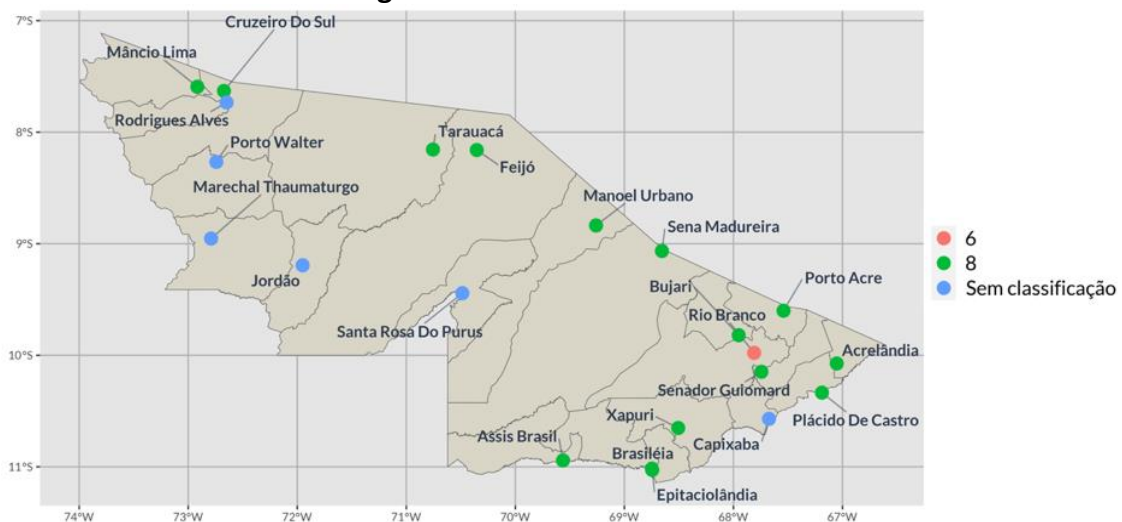 Cruzeiro Do Sul
7°S
Mâncio Lima
Rodrigues Alves
8°S
Tarauacá
Porto Walter
Feijó
Marechal Thaumaturgo
Manoel Urbano
Sena Madureira
9°S
6
8
Sem classificação
Jordão
Porto Acre
Bujari
Rio Branco
Santa Rosa Do Purus
10°S
Acrelândia
Senador Guiomard
Xapuri
Plácido De Castro
Assis Brasil
Capixaba
Brasiléia
11°S
Epitaciolândia
74°W 73°W 72°W 71°W 70°W 69°W 68°W 67°W